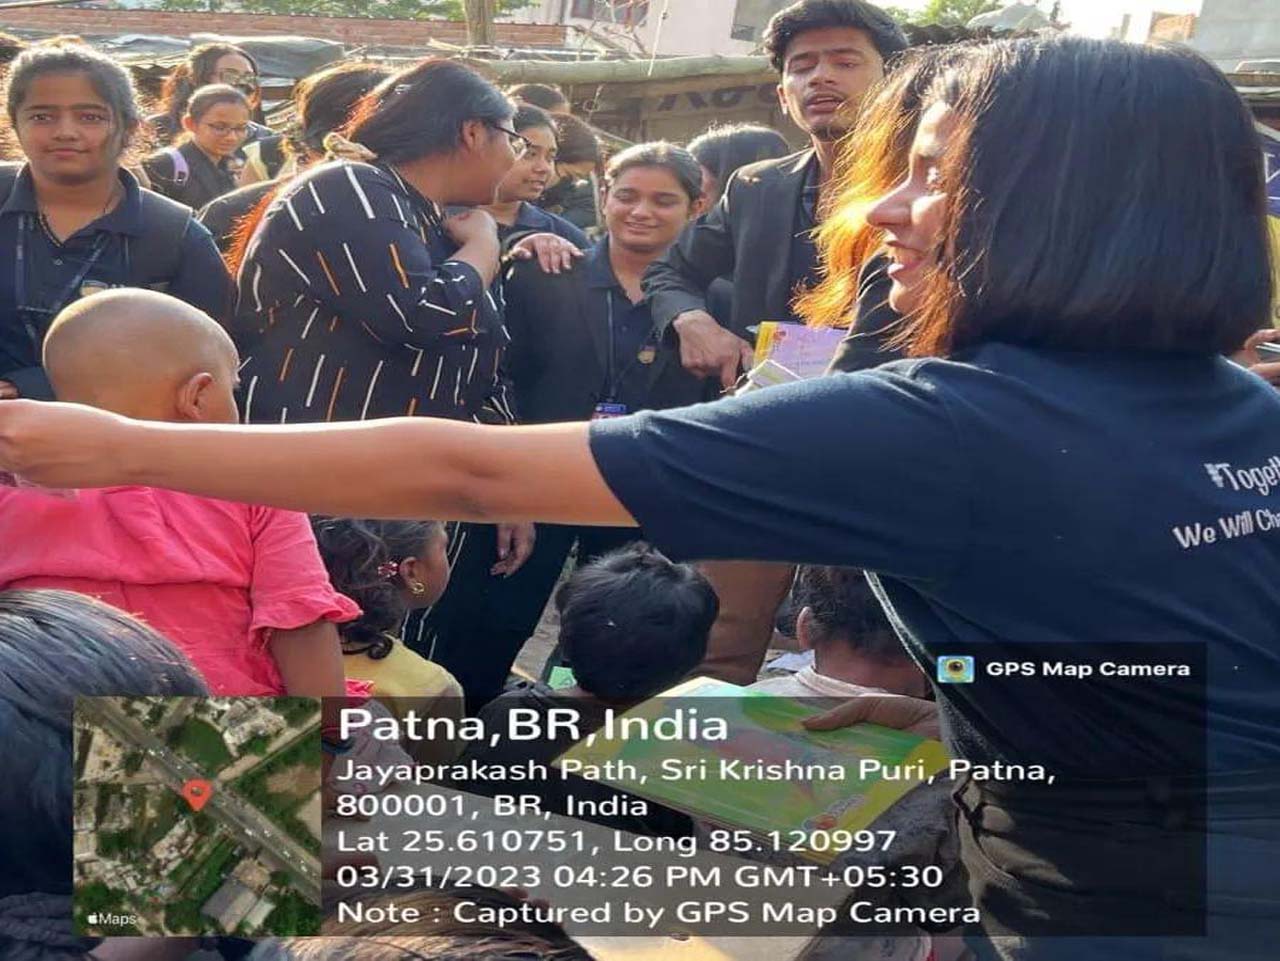 #Toget
We Will Ch
GPS Map Camera
Patna,BR,India
Jayaprakash Path, Sri Krishna Puri, Patna,
800001, BR, India
Lat 25.610751, Long 85.120997
03/31/2023 04:26 PM GMT+05:30
Note : Captured by GPS Map Camera
Maps